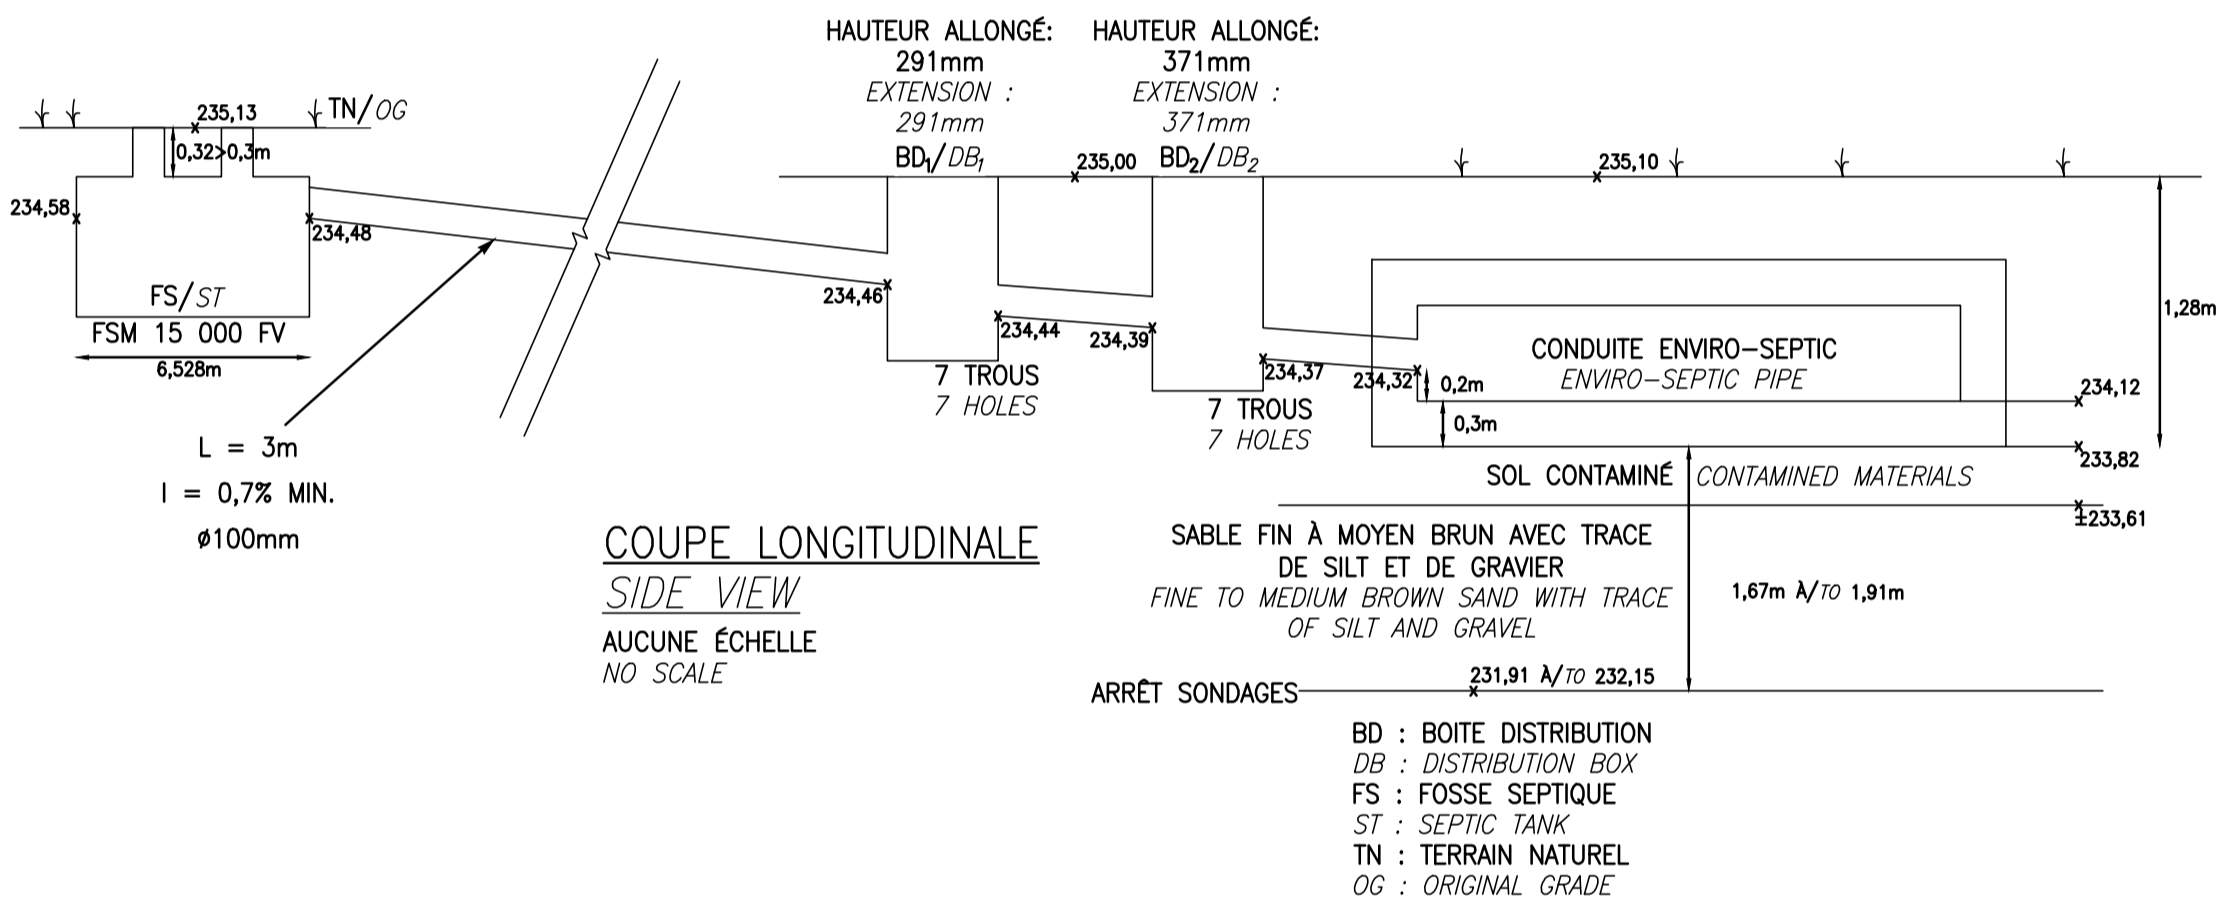 HAUTEUR ALLONGÉ:
291mm
EXTENSION :
291mm
BD1/DB1
HAUTEUR ALLONGÉ:
371mm
EXTENSION :
371mm
BD2/DB2
235,13
TN/OG
0,32>0,3m
234,58
234,48
FS/ST
FSM 15 000 FV
6,528m
L = 3m
I = 0,7% MIN.
ø100mm
235,00
235,10
234,46
234,44
234,39
7 TROUS
7 HOLES
234,37
234,32
7 TROUS
7 HOLES
CONDUITE ENVIRO-SEPTIC
ENVIRO-SEPTIC PIPE
0,2m
0,3m
1,28m
234,12
233,82
SOL CONTAMINÉ CONTAMINED MATERIALS
±233,61
SABLE FIN À MOYEN BRUN AVEC TRACE
DE SILT ET DE GRAVIER
FINE TO MEDIUM BROWN SAND WITH TRACE
OF SILT AND GRAVEL
1,67m À/TO 1,91m
231,91 À/TO 232,15
ARRÊT SONDAGES
COUPE LONGITUDINALE
SIDE VIEW
AUCUNE ÉCHELLE
NO SCALE
BD : BOITE DISTRIBUTION
DB : DISTRIBUTION BOX
FS : FOSSE SEPTIQUE
ST : SEPTIC TANK
TN : TERRAIN NATUREL
OG : ORIGINAL GRADE